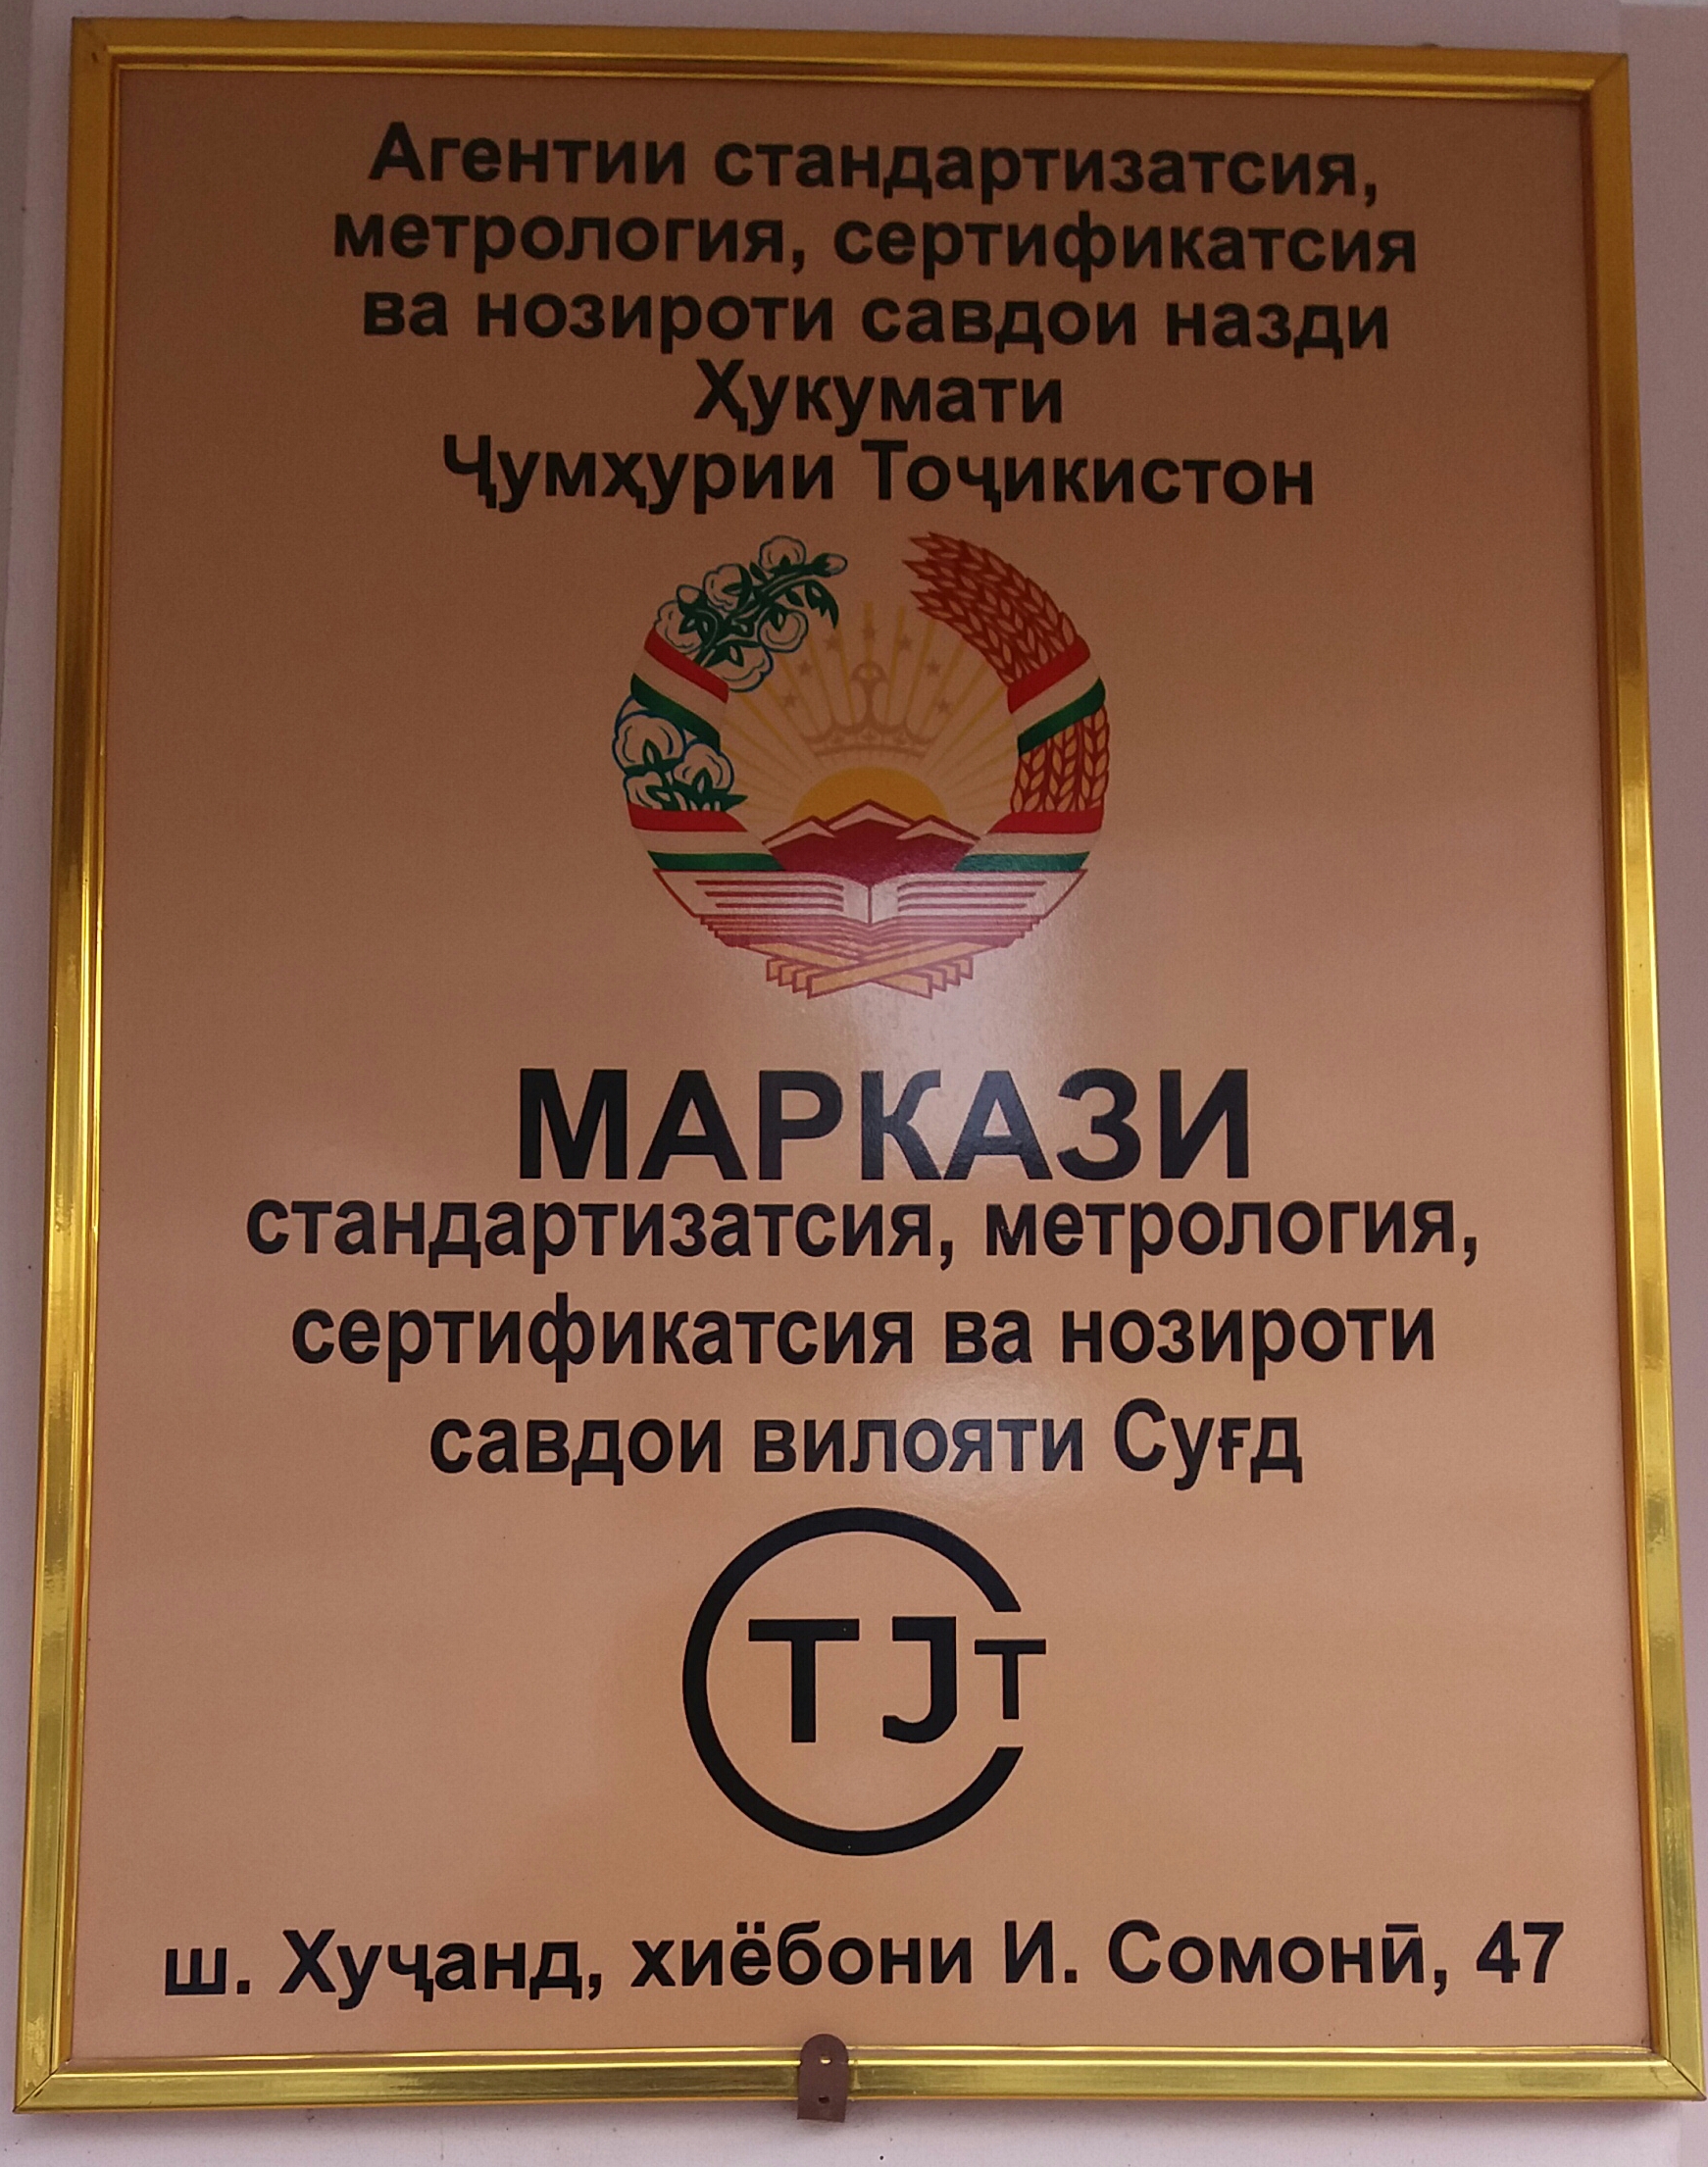 Агентии стандартизатсия,
метрология, сертификатсия
ва нозироти савдои назди
Ҳукумати
Ҷумҳурии Тоҷикистон
МАРКАЗИ
стандартизатсия, метрология,
сертификатсия ва нозироти
савдои вилояти Суғд
TJT
ш. Хуҷанд, хиёбони И. Сомонӣ, 47